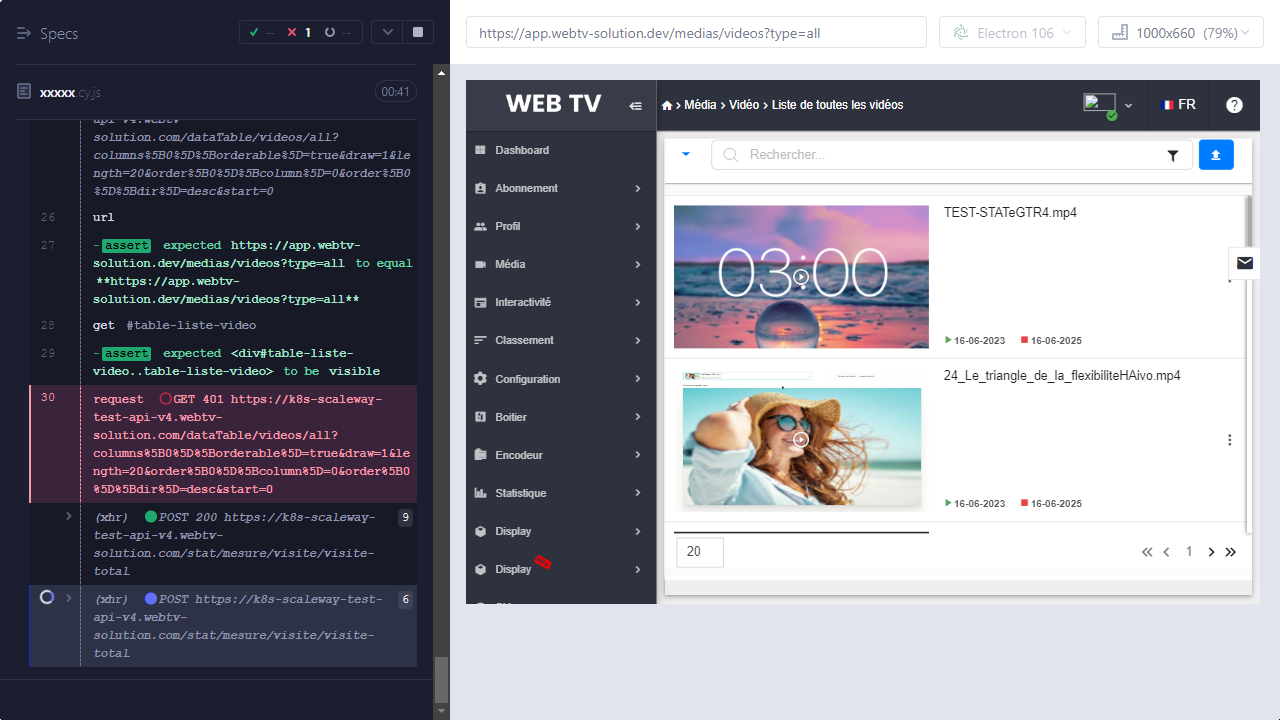 Specs
-- 1 --
xxxxx.cy.js 00:41
api-v4.webtv-
solution.com/dataTable/videos/all?
columns%5B0%5D%5Borderable%5D=true&draw=1&le
ngth=20&order%5B0%5D%5Bcolumn%5D=0&order%5B0
%5D%5Bdir%5D=desc&start=0
26 url
27 -assert expected https://app.webtv-
solution.dev/medias/videos?type=all to equal
**https://app.webtv-
solution.dev/medias/videos?type=all**
28 get #table-liste-video
29 -assert expected <div#table-liste-
video..table-liste-video> to be visible
30 request GET 401 https://k8s-scaleway-
test-api-v4.webtv-
solution.com/dataTable/videos/all?
columns%5B0%5D%5Borderable%5D=true&draw=1&le
ngth=20&order%5B0%5D%5Bcolumn%5D=0&order%5B0
%5D%5Bdir%5D=desc&start=0
(xhr) POST 200 https://k8s-scaleway- 9
test-api-v4.webtv-
solution.com/stat/mesure/visite/visite-
total
(xhr) POST https://k8s-scaleway-test- 6
api-v4.webtv-
solution.com/stat/mesure/visite/visite-
total
https://app.webtv-solution.dev/medias/videos?type=all
Electron 106
1000x660 (79%)
WEB TV
Média Vidéo Liste de toutes les vidéos
FR
Dashboard
Abonnement
Profil
Média
Interactivité
Classement
Configuration
Boitier
Encodeur
Statistique
Display
Display
Rechercher...
03:00
TEST-STATeGTR4.mp4
16-06-2023 16-06-2025
24_Le_triangle_de_la_flexibiliteHAivo.mp4
16-06-2023 16-06-2025
20
1